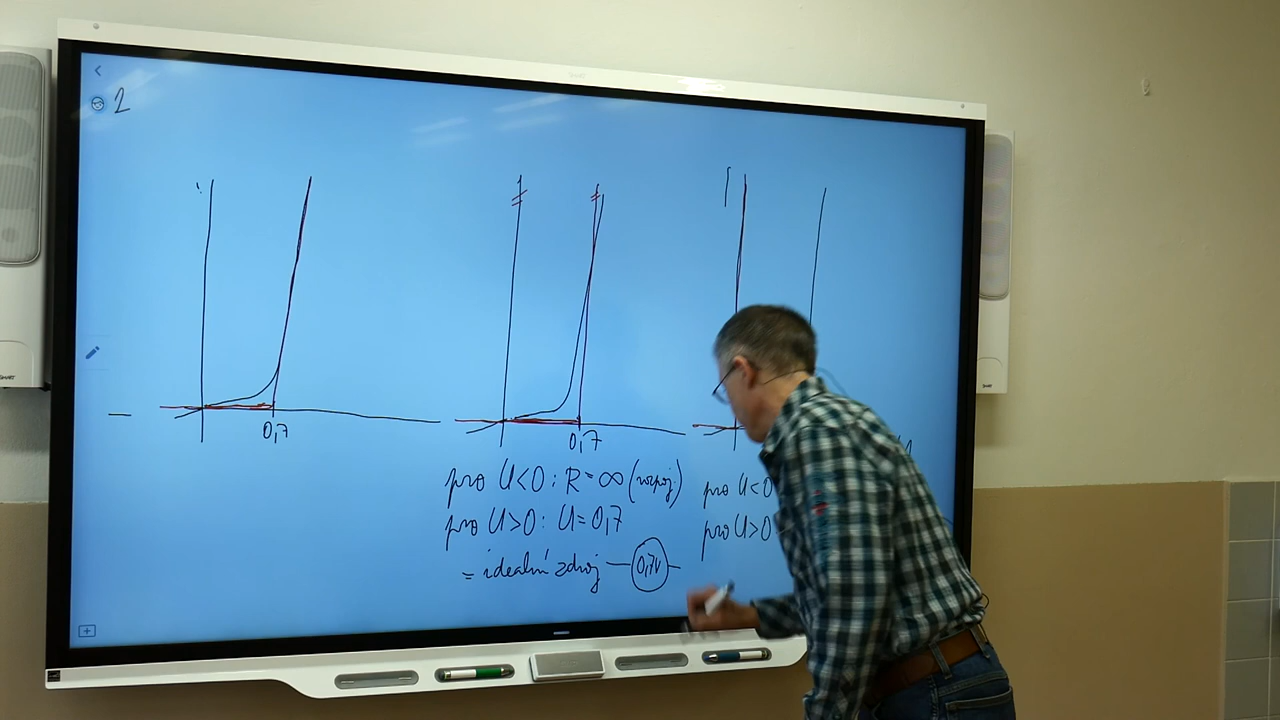 2
0,7
0,7
pro U<0: R=∞ (rozpoj.)
pro U>0: U=0,7
= idealní zdroj 0,7V
pro U<0
pro U>0